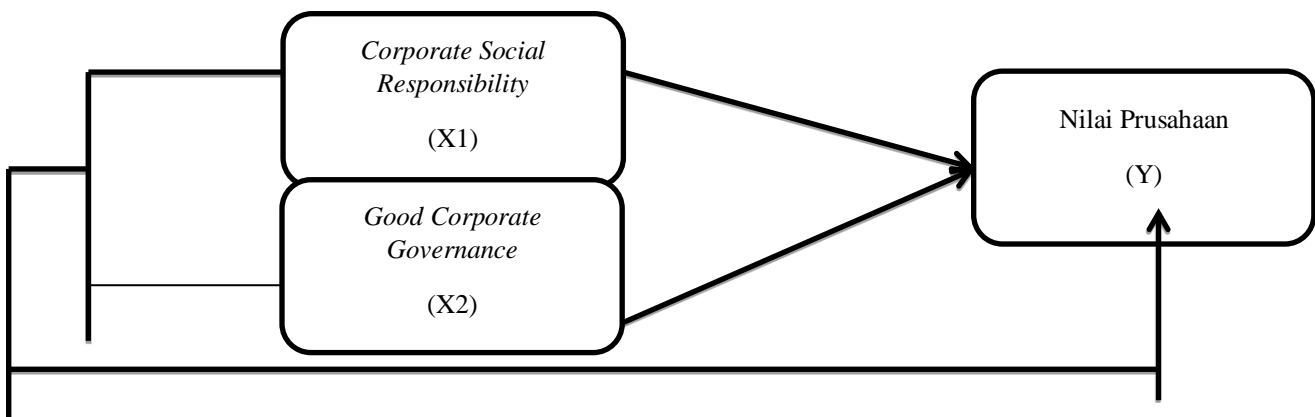 Corporate Social
Responsibility
(X1)
Good Corporate
Governance
(X2)
Nilai Prusahaan
(Y)